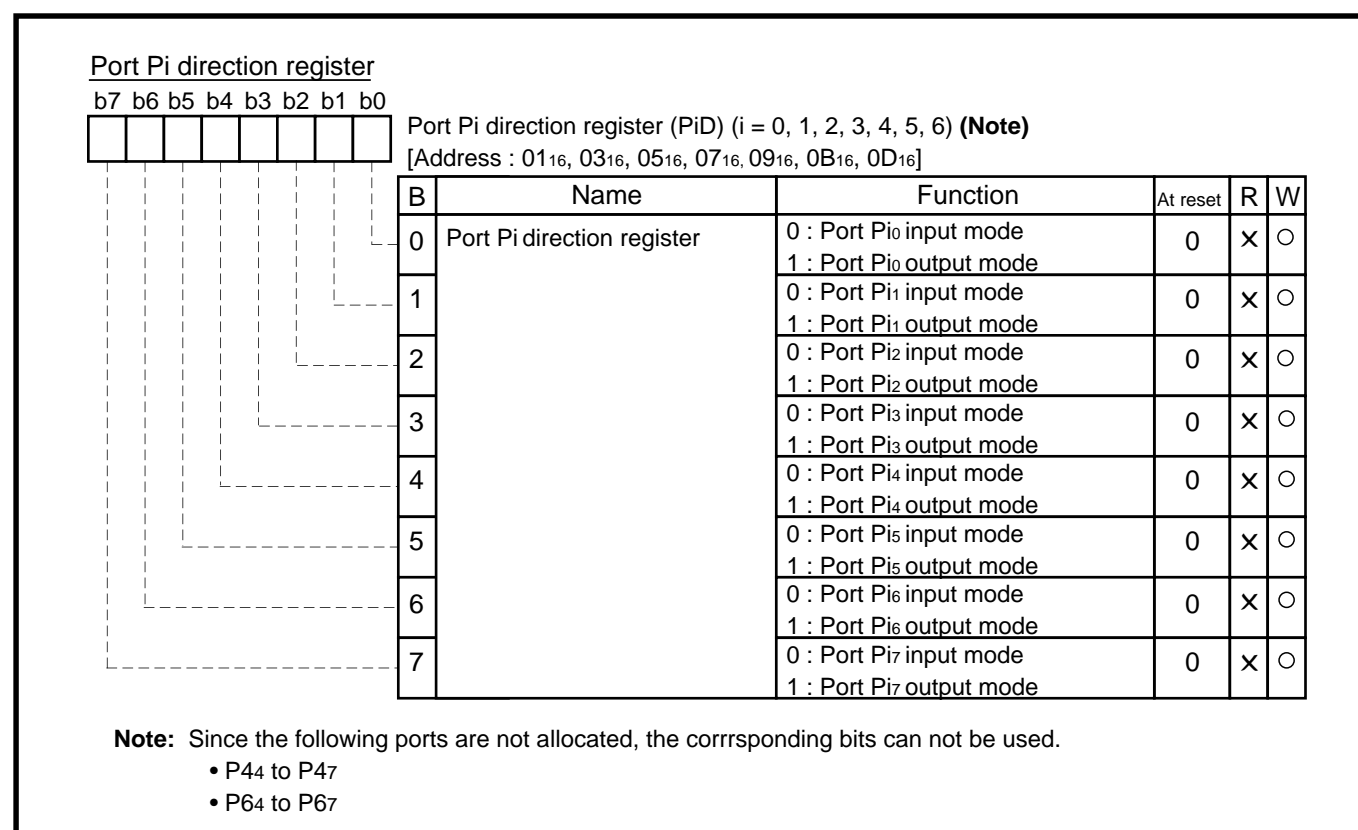 Port Pi direction register
b7 b6 b5 b4 b3 b2 b1 b0
Port Pi direction register (PiD) (i = 0, 1, 2, 3, 4, 5, 6) (Note)
[Address : 0116, 0316, 0516, 0716, 0916, 0B16, 0D16]
B Name Function At reset R W
0 Port Pi direction register 0 : Port Pi0 input mode 0 × ○
1 : Port Pi0 output mode
1 0 : Port Pi1 input mode 0 × ○
1 : Port Pi1 output mode
2 0 : Port Pi2 input mode 0 × ○
1 : Port Pi2 output mode
3 0 : Port Pi3 input mode 0 × ○
1 : Port Pi3 output mode
4 0 : Port Pi4 input mode 0 × ○
1 : Port Pi4 output mode
5 0 : Port Pi5 input mode 0 × ○
1 : Port Pi5 output mode
6 0 : Port Pi6 input mode 0 × ○
1 : Port Pi6 output mode
7 0 : Port Pi7 input mode 0 × ○
1 : Port Pi7 output mode
Note: Since the following ports are not allocated, the corrrsponding bits can not be used.
• P44 to P47
• P64 to P67